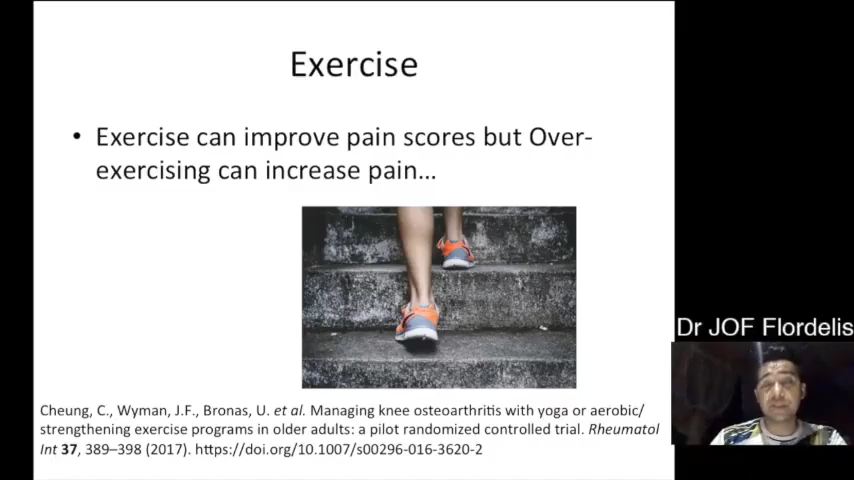 Exercise
• Exercise can improve pain scores but Over-
exercising can increase pain...
Dr JOF Flordelis
Cheung, C., Wyman, J.F., Bronas, U. et al. Managing knee osteoarthritis with yoga or aerobic/
strengthening exercise programs in older adults: a pilot randomized controlled trial. Rheumatol
Int 37, 389–398 (2017). https://doi.org/10.1007/s00296-016-3620-2